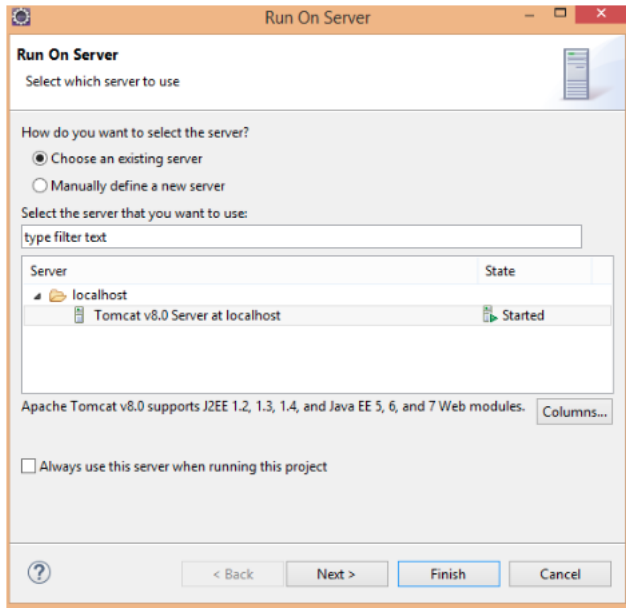 Run On Server
Run On Server
Select which server to use
How do you want to select the server?
Choose an existing server
Manually define a new server
Select the server that you want to use:
type filter text
Server State
localhost
Tomcat v8.0 Server at localhost Started
Apache Tomcat v8.0 supports J2EE 1.2, 1.3, 1.4, and Java EE 5, 6, and 7 Web modules. Columns...
Always use this server when running this project
? < Back Next > Finish Cancel